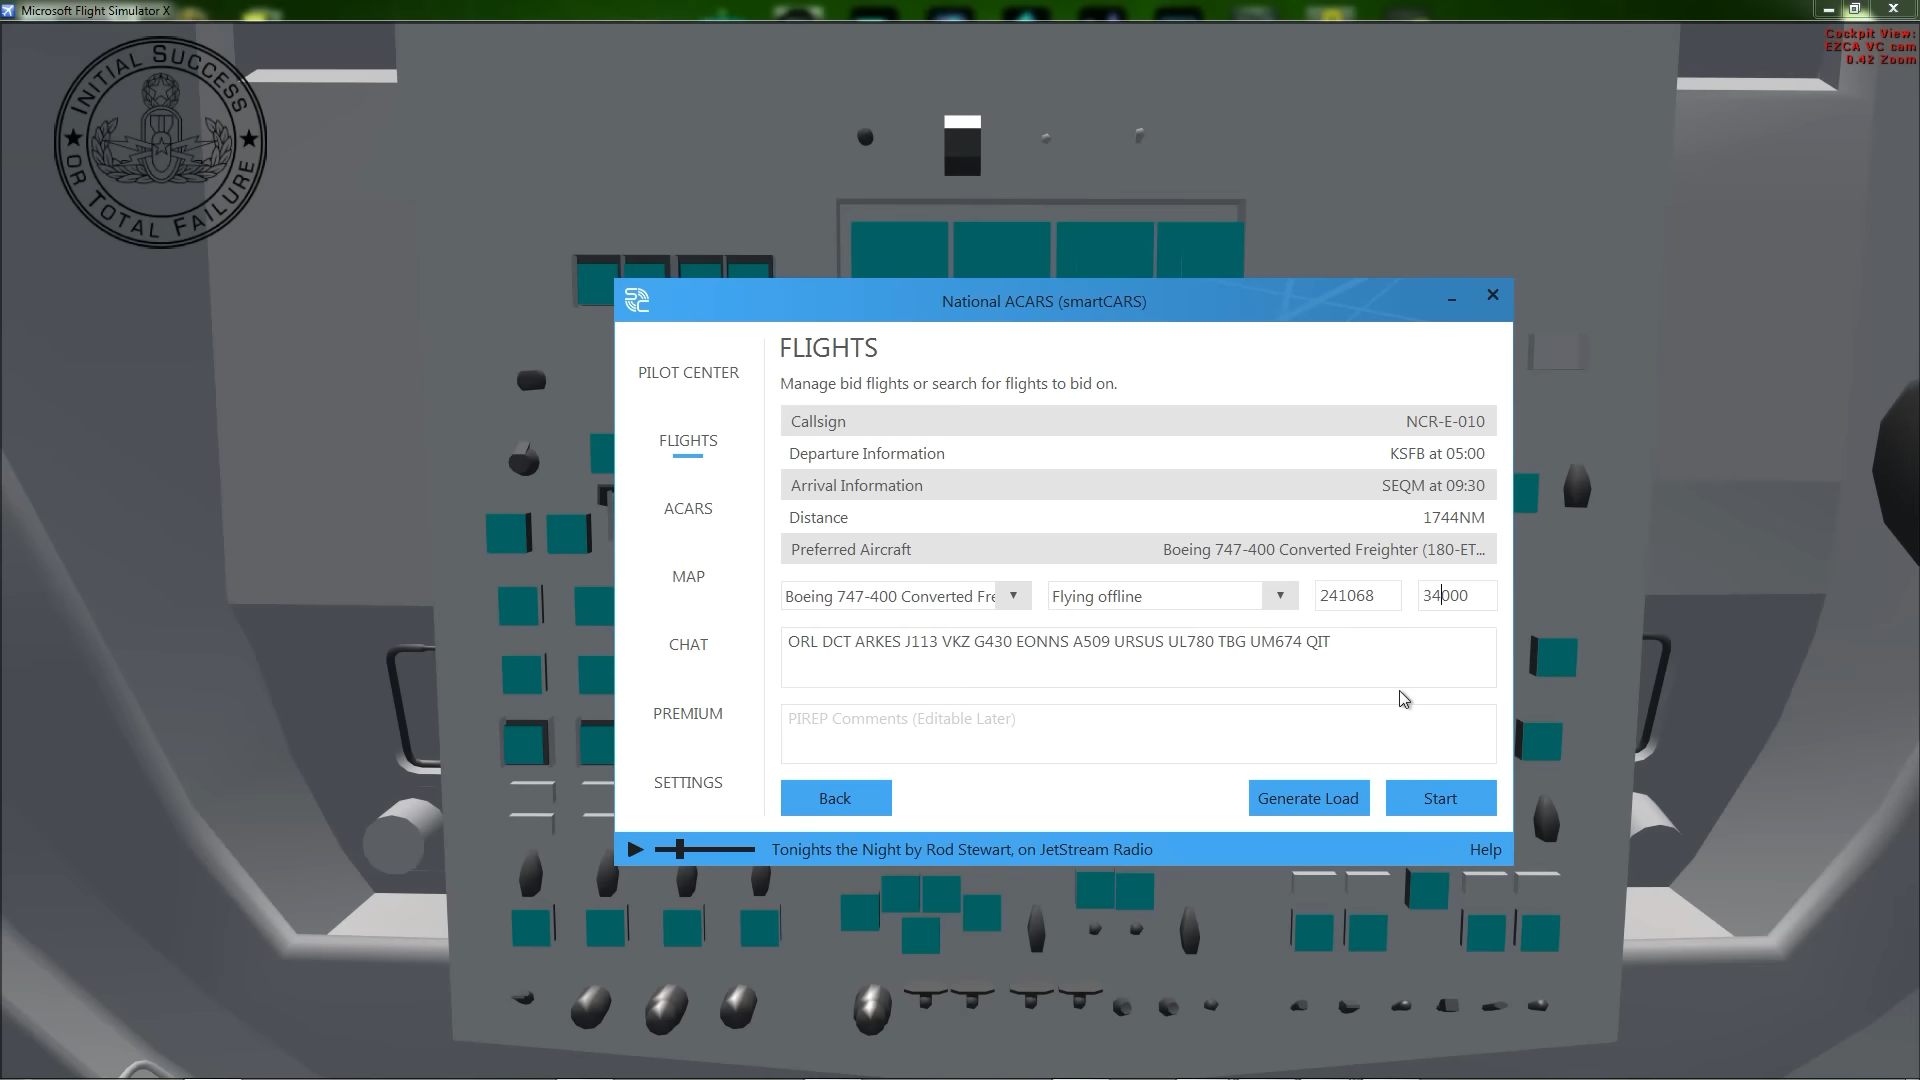 Microsoft Flight Simulator X
Cockpit View:
EZCA VC cam
0.42 Zoom
INITIAL SUCCESS
OR TOTAL FAILURE
National ACARS (smartCARS)
PILOT CENTER
FLIGHTS
ACARS
MAP
CHAT
PREMIUM
SETTINGS
FLIGHTS
Manage bid flights or search for flights to bid on.
Callsign NCR-E-010
Departure Information KSFB at 05:00
Arrival Information SEQM at 09:30
Distance 1744NM
Preferred Aircraft Boeing 747-400 Converted Freighter (180-ET...
Boeing 747-400 Converted Fre Flying offline 241068 34000
ORL DCT ARKES J113 VKZ G430 EONNS A509 URSUS UL780 TBG UM674 QIT
PIREP Comments (Editable Later)
Back Generate Load Start
Tonights the Night by Rod Stewart, on JetStream Radio Help